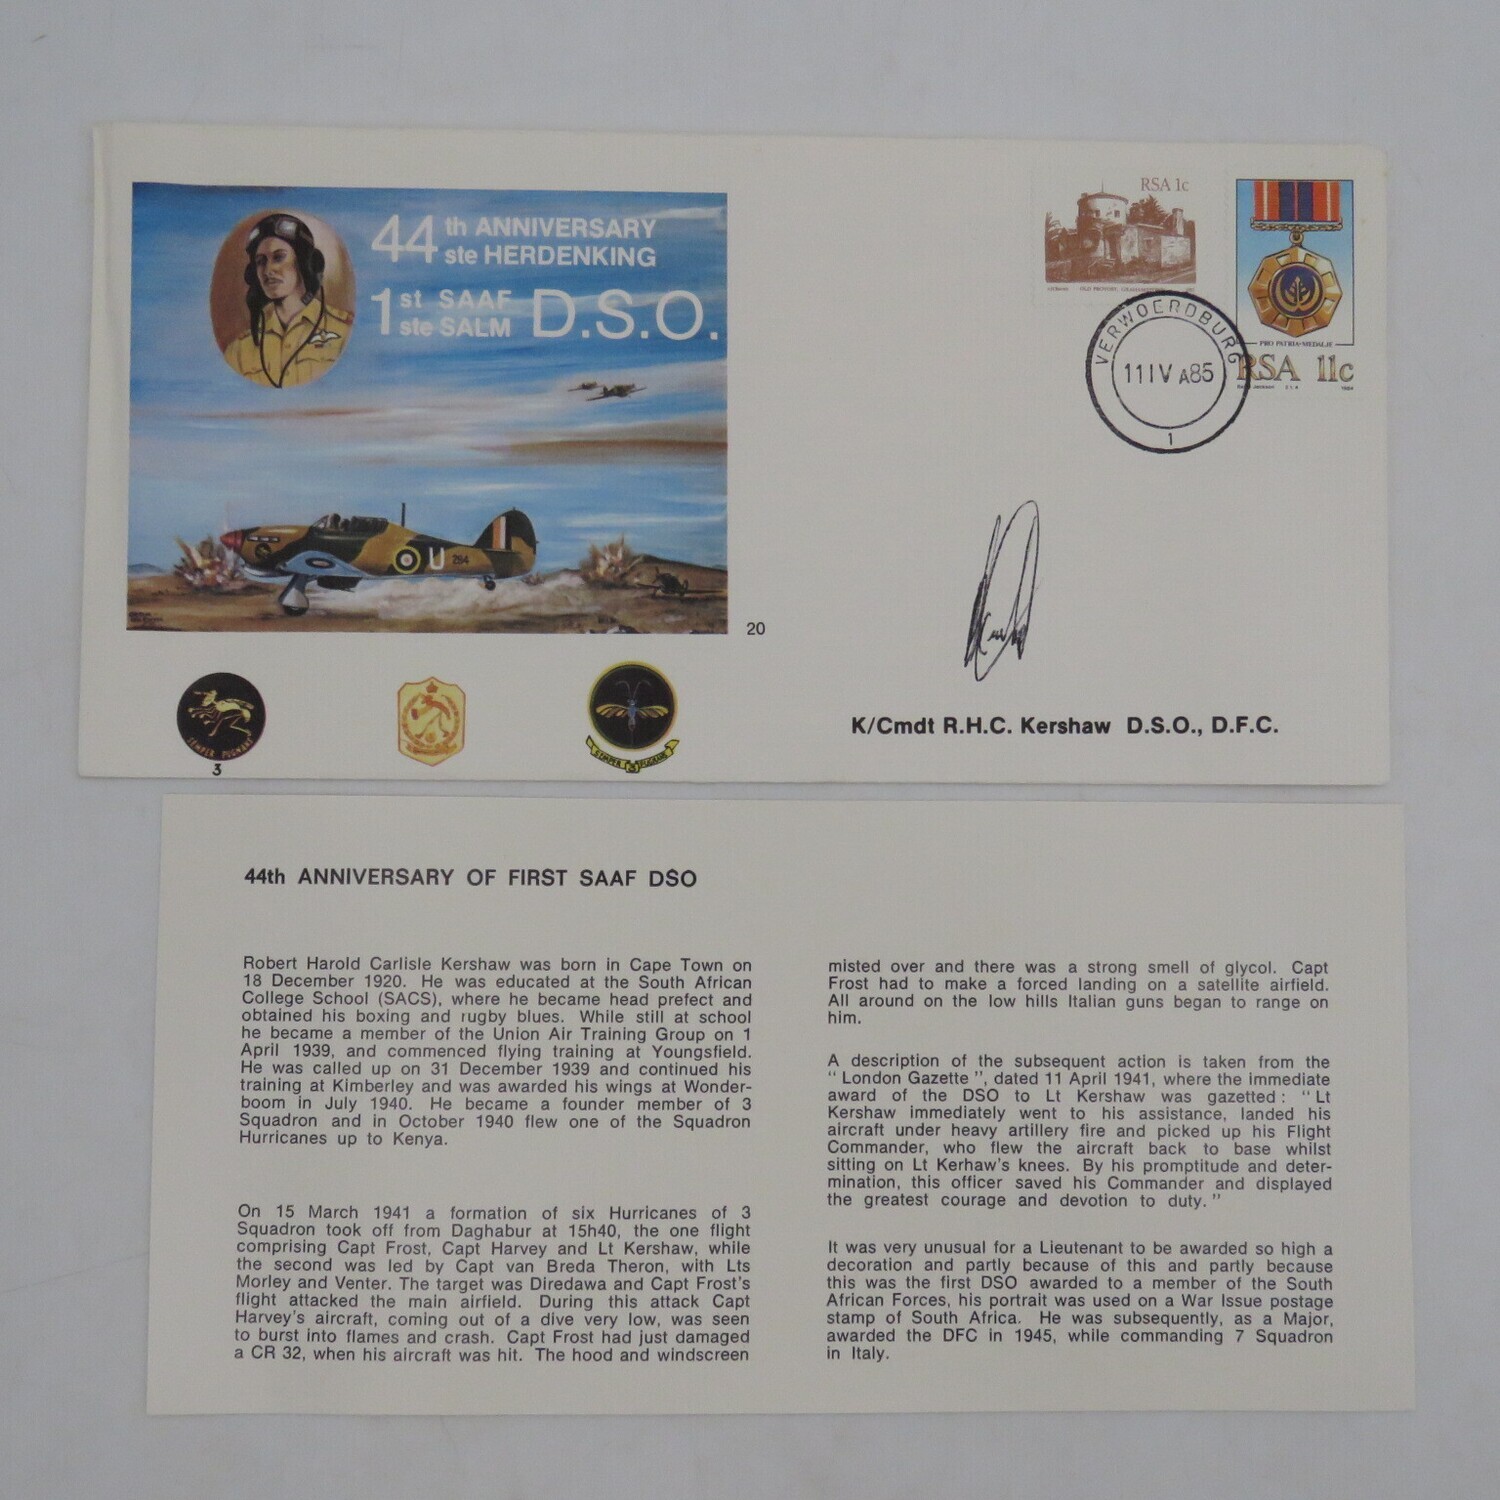 44 th ANNIVERSARY
ste HERDENKING
1 st SAAF D.S.O.
ste SALM
U 284
20
SEMPER PUGNANS
3
SEMPER PUGNANS
3
RSA 1c
OLD PROVOST, GRAHAMSTOWN
PRO PATRIA-MEDALJE
RSA 11c
1984
VERWOERDBURG
11 IV A85
1
K/Cmdt R.H.C. Kershaw D.S.O., D.F.C.
44th ANNIVERSARY OF FIRST SAAF DSO
Robert Harold Carlisle Kershaw was born in Cape Town on
18 December 1920. He was educated at the South African
College School (SACS), where he became head prefect and
obtained his boxing and rugby blues. While still at school
he became a member of the Union Air Training Group on 1
April 1939, and commenced flying training at Youngsfield.
He was called up on 31 December 1939 and continued his
training at Kimberley and was awarded his wings at Wonder-
boom in July 1940. He became a founder member of 3
Squadron and in October 1940 flew one of the Squadron
Hurricanes up to Kenya.
On 15 March 1941 a formation of six Hurricanes of 3
Squadron took off from Daghabur at 15h40, the one flight
comprising Capt Frost, Capt Harvey and Lt Kershaw, while
the second was led by Capt van Breda Theron, with Lts
Morley and Venter. The target was Diredawa and Capt Frost's
flight attacked the main airfield. During this attack Capt
Harvey's aircraft, coming out of a dive very low, was seen
to burst into flames and crash. Capt Frost had just damaged
a CR 32, when his aircraft was hit. The hood and windscreen
misted over and there was a strong smell of glycol. Capt
Frost had to make a forced landing on a satellite airfield.
All around on the low hills Italian guns began to range on
him.
A description of the subsequent action is taken from the
" London Gazette ", dated 11 April 1941, where the immediate
award of the DSO to Lt Kershaw was gazetted : " Lt
Kershaw immediately went to his assistance, landed his
aircraft under heavy artillery fire and picked up his Flight
Commander, who flew the aircraft back to base whilst
sitting on Lt Kerhaw's knees. By his promptitude and deter-
mination, this officer saved his Commander and displayed
the greatest courage and devotion to duty. "
It was very unusual for a Lieutenant to be awarded so high a
decoration and partly because of this and partly because
this was the first DSO awarded to a member of the South
African Forces, his portrait was used on a War Issue postage
stamp of South Africa. He was subsequently, as a Major,
awarded the DFC in 1945, while commanding 7 Squadron
in Italy.